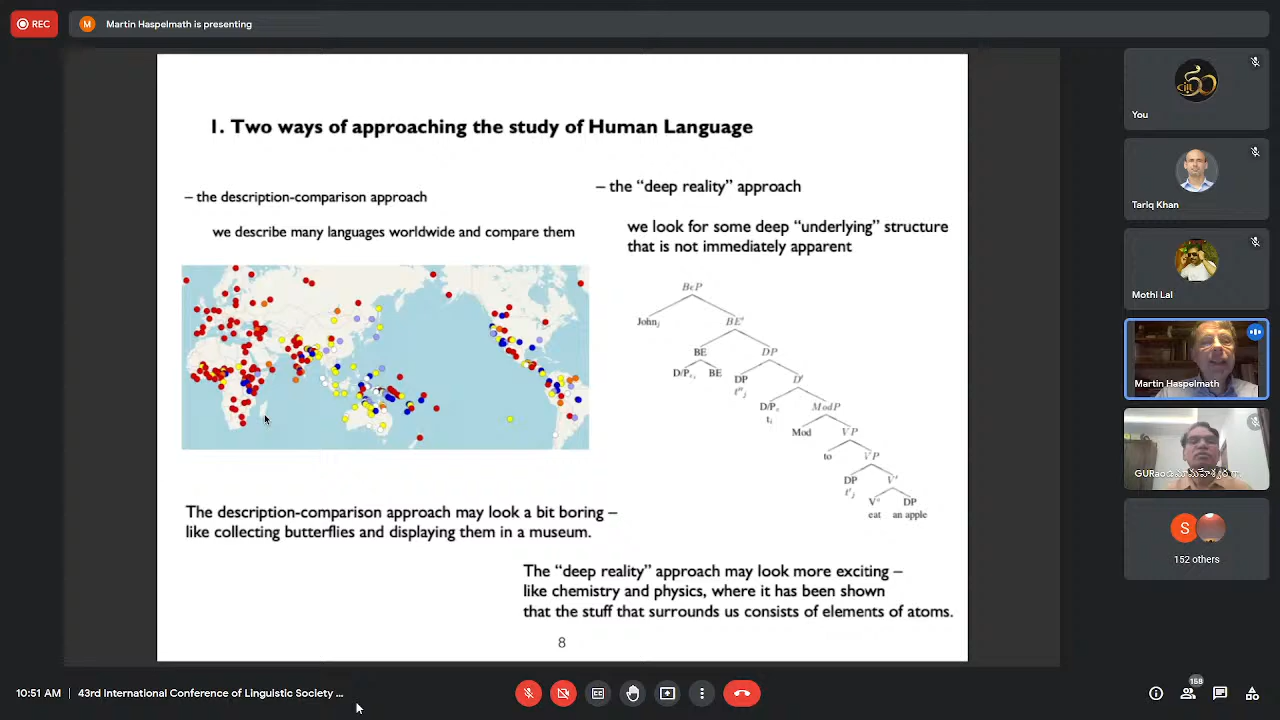 REC
M
Martin Haspelmath is presenting
1. Two ways of approaching the study of Human Language
– the description-comparison approach
we describe many languages worldwide and compare them
– the “deep reality” approach
we look for some deep “underlying” structure
that is not immediately apparent
BeP
John j
BE'
BE
DP
D/P
BE
DP
t''j
D'
D/P
ti
ModP
Mod
VP
to
VP
DP
t'j
V'
V°
DP
eat
an apple
The description-comparison approach may look a bit boring –
like collecting butterflies and displaying them in a museum.
The “deep reality” approach may look more exciting –
like chemistry and physics, where it has been shown
that the stuff that surrounds us consists of elements of atoms.
8
You
Tariq Khan
Mothi Lal
Martin Haspelmath
S
152 others
10:51 AM | 43rd International Conference of Linguistic Society ...
158